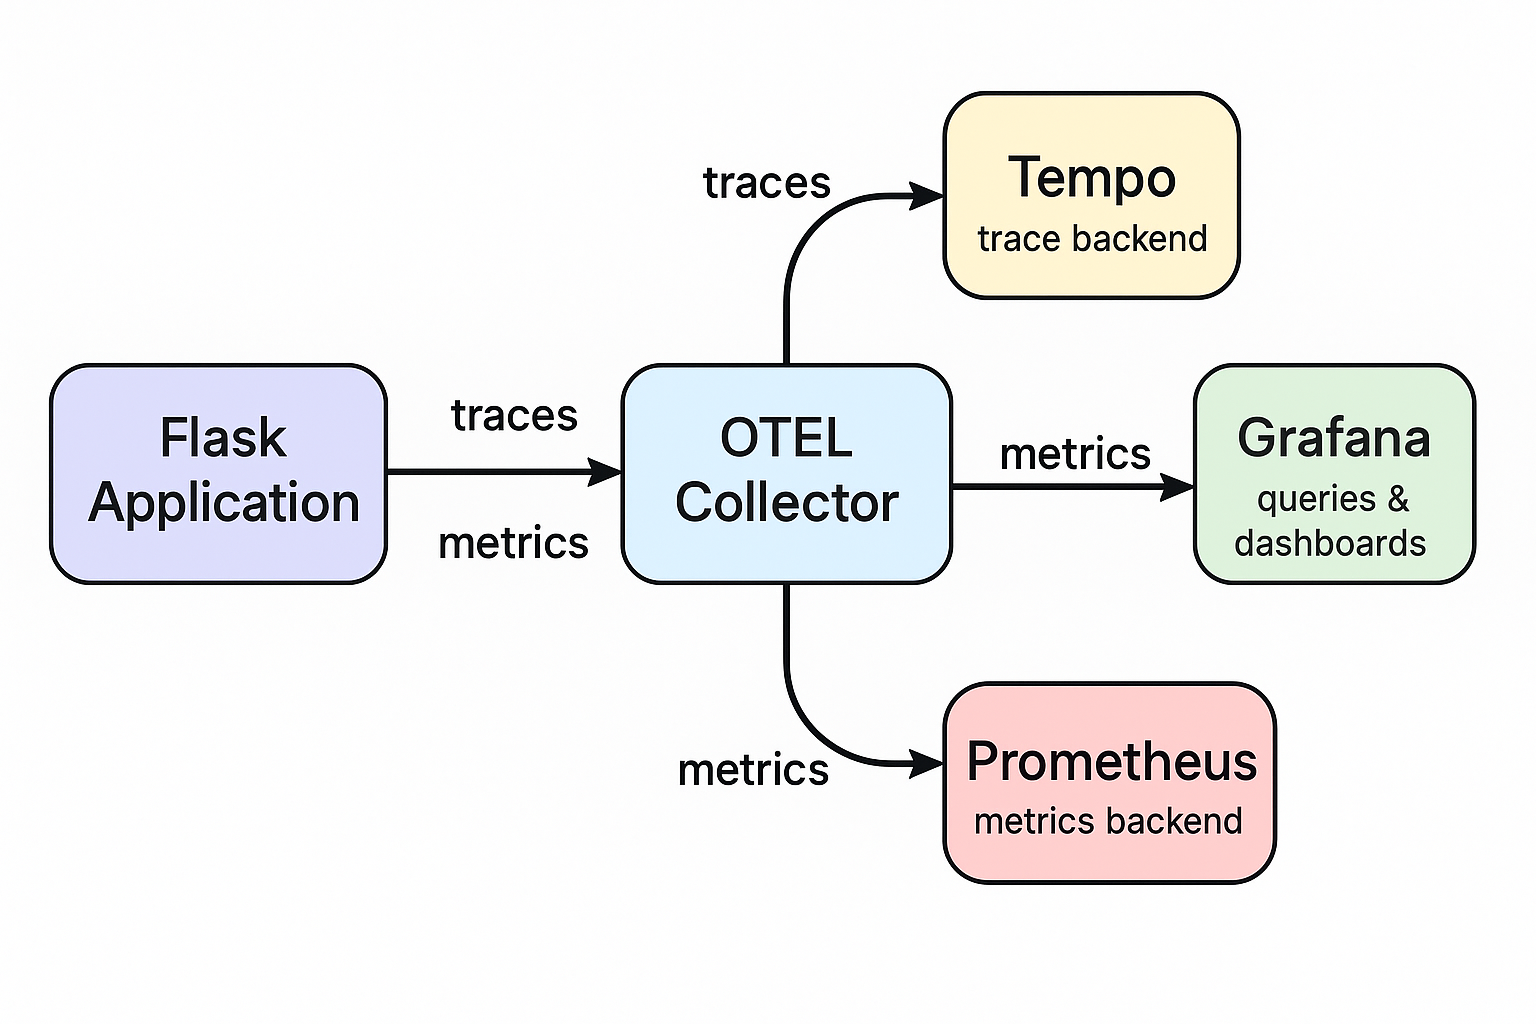 traces
Tempo
trace backend
Flask
Application
traces
metrics
OTEL
Collector
metrics
Grafana
queries &
dashboards
metrics
Prometheus
metrics backend